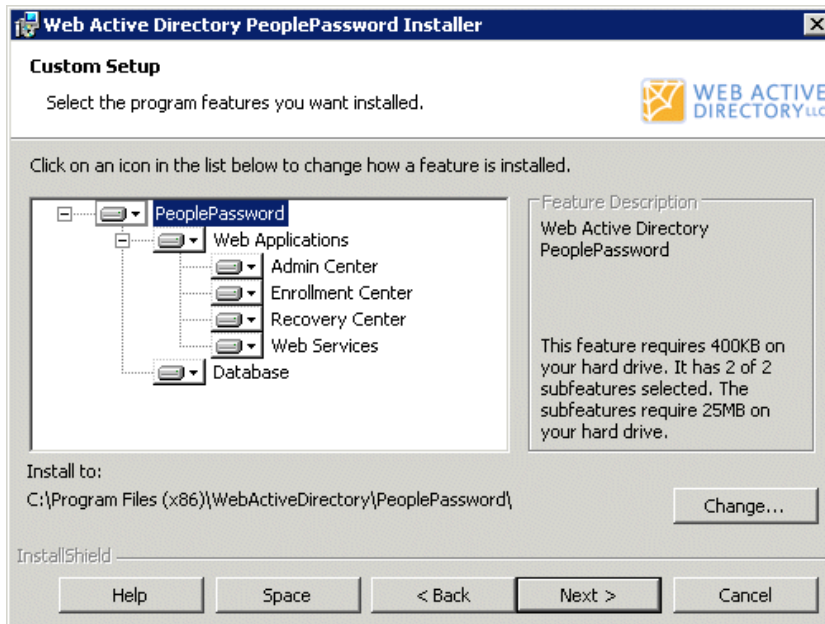 Web Active Directory PeoplePassword Installer
Custom Setup
Select the program features you want installed.
WEB ACTIVE
DIRECTORY LLC
Click on an icon in the list below to change how a feature is installed.
PeoplePassword
Web Applications
Admin Center
Enrollment Center
Recovery Center
Web Services
Database
Feature Description
Web Active Directory
PeoplePassword
This feature requires 400KB on
your hard drive. It has 2 of 2
subfeatures selected. The
subfeatures require 25MB on
your hard drive.
Install to:
C:\Program Files (x86)\WebActiveDirectory\PeoplePassword\
Change...
InstallShield
Help
Space
< Back
Next >
Cancel